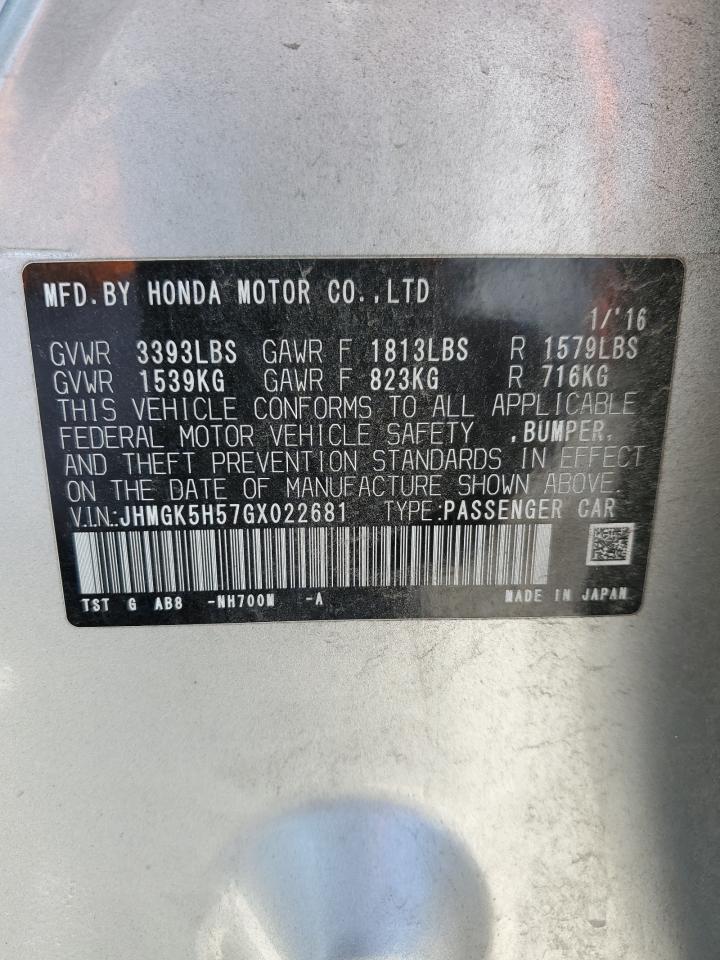 MFD.BY HONDA MOTOR CO.,LTD
1/'16
GVWR 3393LBS GAWR F 1813LBS R 1579LBS
GVWR 1539KG GAWR F 823KG R 716KG
THIS VEHICLE CONFORMS TO ALL APPLICABLE
FEDERAL MOTOR VEHICLE SAFETY ,BUMPER,
AND THEFT PREVENTION STANDARDS IN EFFECT
ON THE DATE OF MANUFACTURE SHOWN ABOVE.
V.I.N.:JHMGK5H57GX022681 TYPE:PASSENGER CAR
TST G AB8 -NH700M -A MADE IN JAPAN